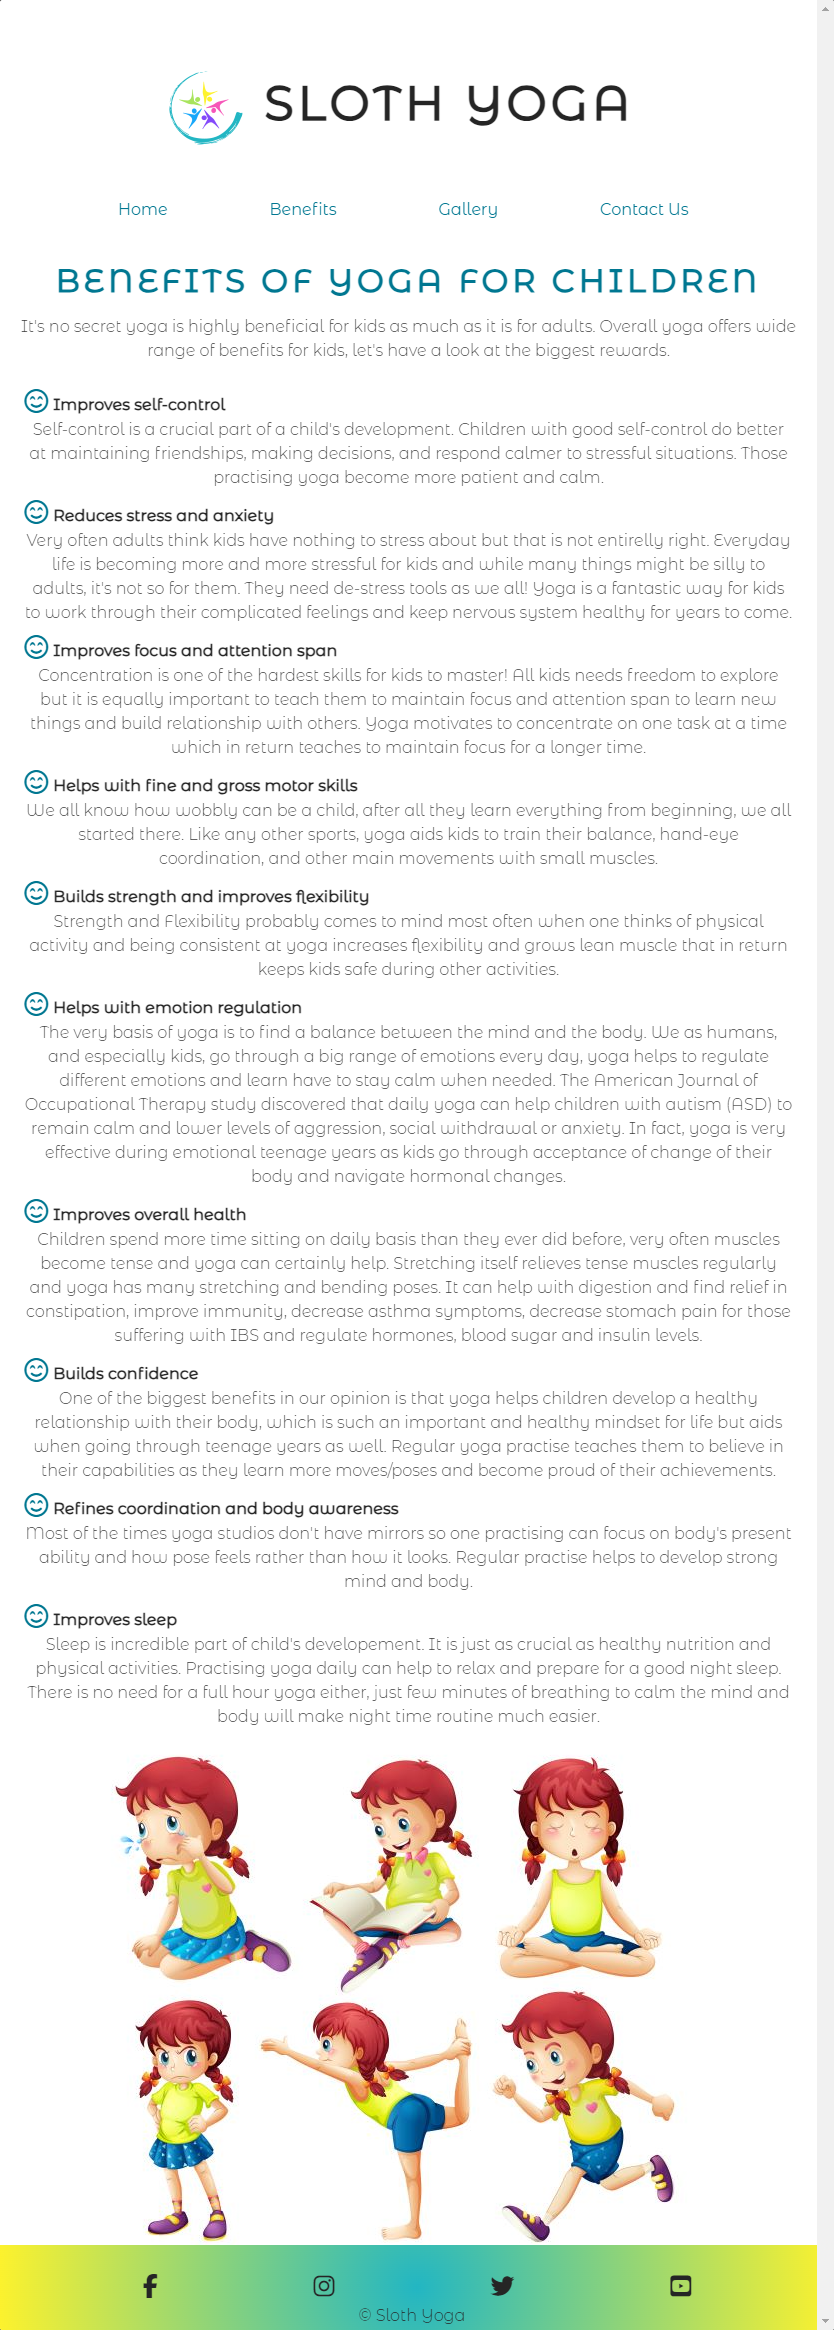 SLOTH YOGA
Home Benefits Gallery Contact Us
BENEFITS OF YOGA FOR CHILDREN
It's no secret yoga is highly beneficial for kids as much as it is for adults. Overall yoga offers wide
range of benefits for kids, let's have a look at the biggest rewards.
Improves self-control
Self-control is a crucial part of a child's development. Children with good self-control do better
at maintaining friendships, making decisions, and respond calmer to stressful situations. Those
practising yoga become more patient and calm.
Reduces stress and anxiety
Very often adults think kids have nothing to stress about but that is not entirelly right. Everyday
life is becoming more and more stressful for kids and while many things might be silly to
adults, it's not so for them. They need de-stress tools as we all! Yoga is a fantastic way for kids
to work through their complicated feelings and keep nervous system healthy for years to come.
Improves focus and attention span
Concentration is one of the hardest skills for kids to master! All kids needs freedom to explore
but it is equally important to teach them to maintain focus and attention span to learn new
things and build relationship with others. Yoga motivates to concentrate on one task at a time
which in return teaches to maintain focus for a longer time.
Helps with fine and gross motor skills
We all know how wobbly can be a child, after all they learn everything from beginning, we all
started there. Like any other sports, yoga aids kids to train their balance, hand-eye
coordination, and other main movements with small muscles.
Builds strength and improves flexibility
Strength and Flexibility probably comes to mind most often when one thinks of physical
activity and being consistent at yoga increases flexibility and grows lean muscle that in return
keeps kids safe during other activities.
Helps with emotion regulation
The very basis of yoga is to find a balance between the mind and the body. We as humans,
and especially kids, go through a big range of emotions every day, yoga helps to regulate
different emotions and learn have to stay calm when needed. The American Journal of
Occupational Therapy study discovered that daily yoga can help children with autism (ASD) to
remain calm and lower levels of aggression, social withdrawal or anxiety. In fact, yoga is very
effective during emotional teenage years as kids go through acceptance of change of their
body and navigate hormonal changes.
Improves overall health
Children spend more time sitting on daily basis than they ever did before, very often muscles
become tense and yoga can certainly help. Stretching itself relieves tense muscles regularly
and yoga has many stretching and bending poses. It can help with digestion and find relief in
constipation, improve immunity, decrease asthma symptoms, decrease stomach pain for those
suffering with IBS and regulate hormones, blood sugar and insulin levels.
Builds confidence
One of the biggest benefits in our opinion is that yoga helps children develop a healthy
relationship with their body, which is such an important and healthy mindset for life but aids
when going through teenage years as well. Regular yoga practise teaches them to believe in
their capabilities as they learn more moves/poses and become proud of their achievements.
Refines coordination and body awareness
Most of the times yoga studios don't have mirrors so one practising can focus on body's present
ability and how pose feels rather than how it looks. Regular practise helps to develop strong
mind and body.
Improves sleep
Sleep is incredible part of child's developement. It is just as crucial as healthy nutrition and
physical activities. Practising yoga daily can help to relax and prepare for a good night sleep.
There is no need for a full hour yoga either, just few minutes of breathing to calm the mind and
body will make night time routine much easier.
© Sloth Yoga